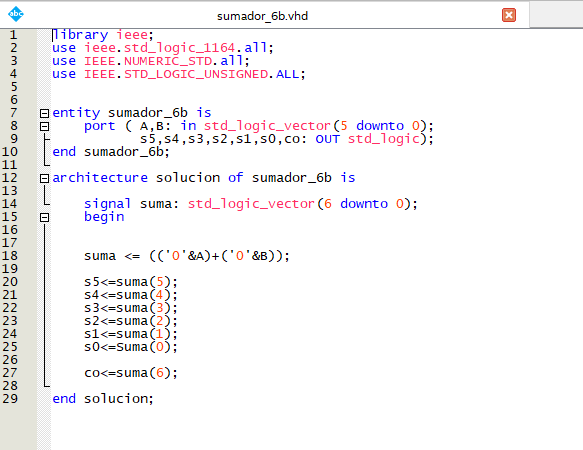 abc
sumador_6b.vhd
1 library ieee;
2 use ieee.std_logic_1164.all;
3 use IEEE.NUMERIC_STD.all;
4 use IEEE.STD_LOGIC_UNSIGNED.ALL;
5
6
7 entity sumador_6b is
8 port ( A,B: in std_logic_vector(5 downto 0);
9 s5,s4,s3,s2,s1,s0,co: OUT std_logic);
10 end sumador_6b;
11
12 architecture solucion of sumador_6b is
13
14 signal suma: std_logic_vector(6 downto 0);
15 begin
16
17
18 suma <= (('0'&A)+('0'&B));
19
20 s5<=suma(5);
21 s4<=suma(4);
22 s3<=suma(3);
23 s2<=suma(2);
24 s1<=suma(1);
25 s0<=Suma(0);
26
27 co<=suma(6);
28
29 end solucion;